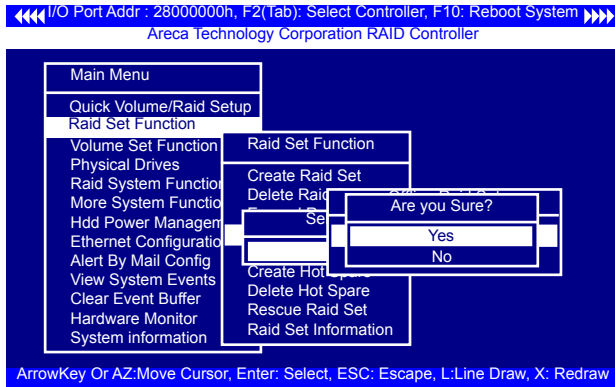 I/O Port Addr : 28000000h, F2(Tab): Select Controller, F10: Reboot System
Areca Technology Corporation RAID Controller
Main Menu
Quick Volume/Raid Setup
Raid Set Function
Volume Set Function
Physical Drives
Raid System Function
More System Functio
Hdd Power Managem
Ethernet Configuratio
Alert By Mail Config
View System Events
Clear Event Buffer
Hardware Monitor
System information
Raid Set Function
Create Raid Set
Delete Raid
Create Hot Spare
Delete Hot Spare
Rescue Raid Set
Raid Set Information
Se
Are you Sure?
Yes
No
ArrowKey Or AZ:Move Cursor, Enter: Select, ESC: Escape, L:Line Draw, X: Redraw